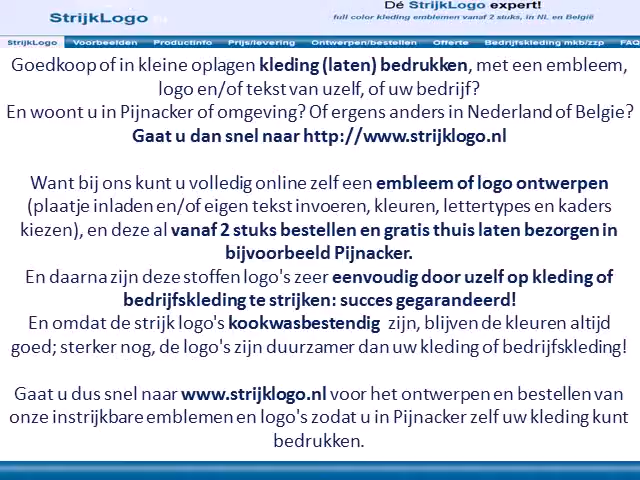 StrijkLogo
Dé StrijkLogo expert!
full color kleding emblemen vanaf 2 stuks, in NL en België
StrijkLogo Voorbeelden Productinfo Prijs/levering Ontwerpen/bestellen Offerte Bedrijfskleding mkb/zzp FAQ
Goedkoop of in kleine oplagen kleding (laten) bedrukken, met een embleem,
logo en/of tekst van uzelf, of uw bedrijf?
En woont u in Pijnacker of omgeving? Of ergens anders in Nederland of Belgie?
Gaat u dan snel naar http://www.strijklogo.nl
Want bij ons kunt u volledig online zelf een embleem of logo ontwerpen
(plaatje inladen en/of eigen tekst invoeren, kleuren, lettertypes en kaders
kiezen), en deze al vanaf 2 stuks bestellen en gratis thuis laten bezorgen in
bijvoorbeeld Pijnacker.
En daarna zijn deze stoffen logo's zeer eenvoudig door uzelf op kleding of
bedrijfskleding te strijken: succes gegarandeerd!
En omdat de strijk logo's kookwasbestendig zijn, blijven de kleuren altijd
goed; sterker nog, de logo's zijn duurzamer dan uw kleding of bedrijfskleding!
Gaat u dus snel naar www.strijklogo.nl voor het ontwerpen en bestellen van
onze instrijkbare emblemen en logo's zodat u in Pijnacker zelf uw kleding kunt
bedrukken.